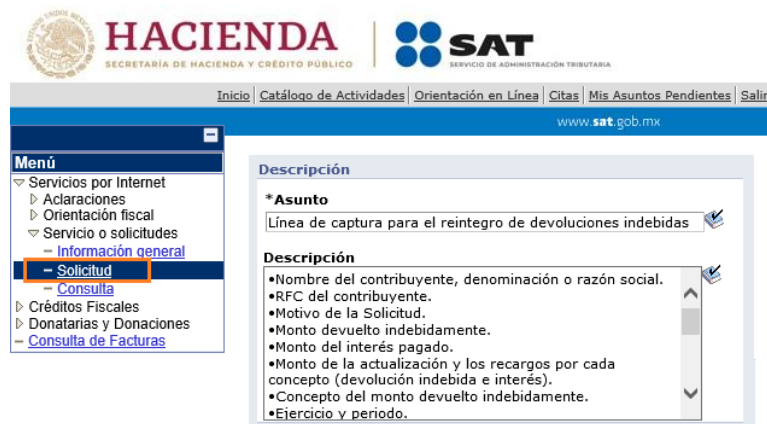 HACIENDA
SECRETARÍA DE HACIENDA Y CRÉDITO PÚBLICO
SAT
SERVICIO DE ADMINISTRACIÓN TRIBUTARIA
Inicio Catálogo de Actividades Orientación en Línea Citas Mis Asuntos Pendientes Salir
www.sat.gob.mx
Menú
Servicios por Internet
Aclaraciones
Orientación fiscal
Servicio o solicitudes
Información general
Solicitud
Consulta
Créditos Fiscales
Donatarias y Donaciones
Consulta de Facturas
Descripción
*Asunto
Línea de captura para el reintegro de devoluciones indebidas
Descripción
•Nombre del contribuyente, denominación o razón social.
•RFC del contribuyente.
•Motivo de la Solicitud.
•Monto devuelto indebidamente.
•Monto del interés pagado.
•Monto de la actualización y los recargos por cada
concepto (devolución indebida e interés).
•Concepto del monto devuelto indebidamente.
•Ejercicio y periodo.